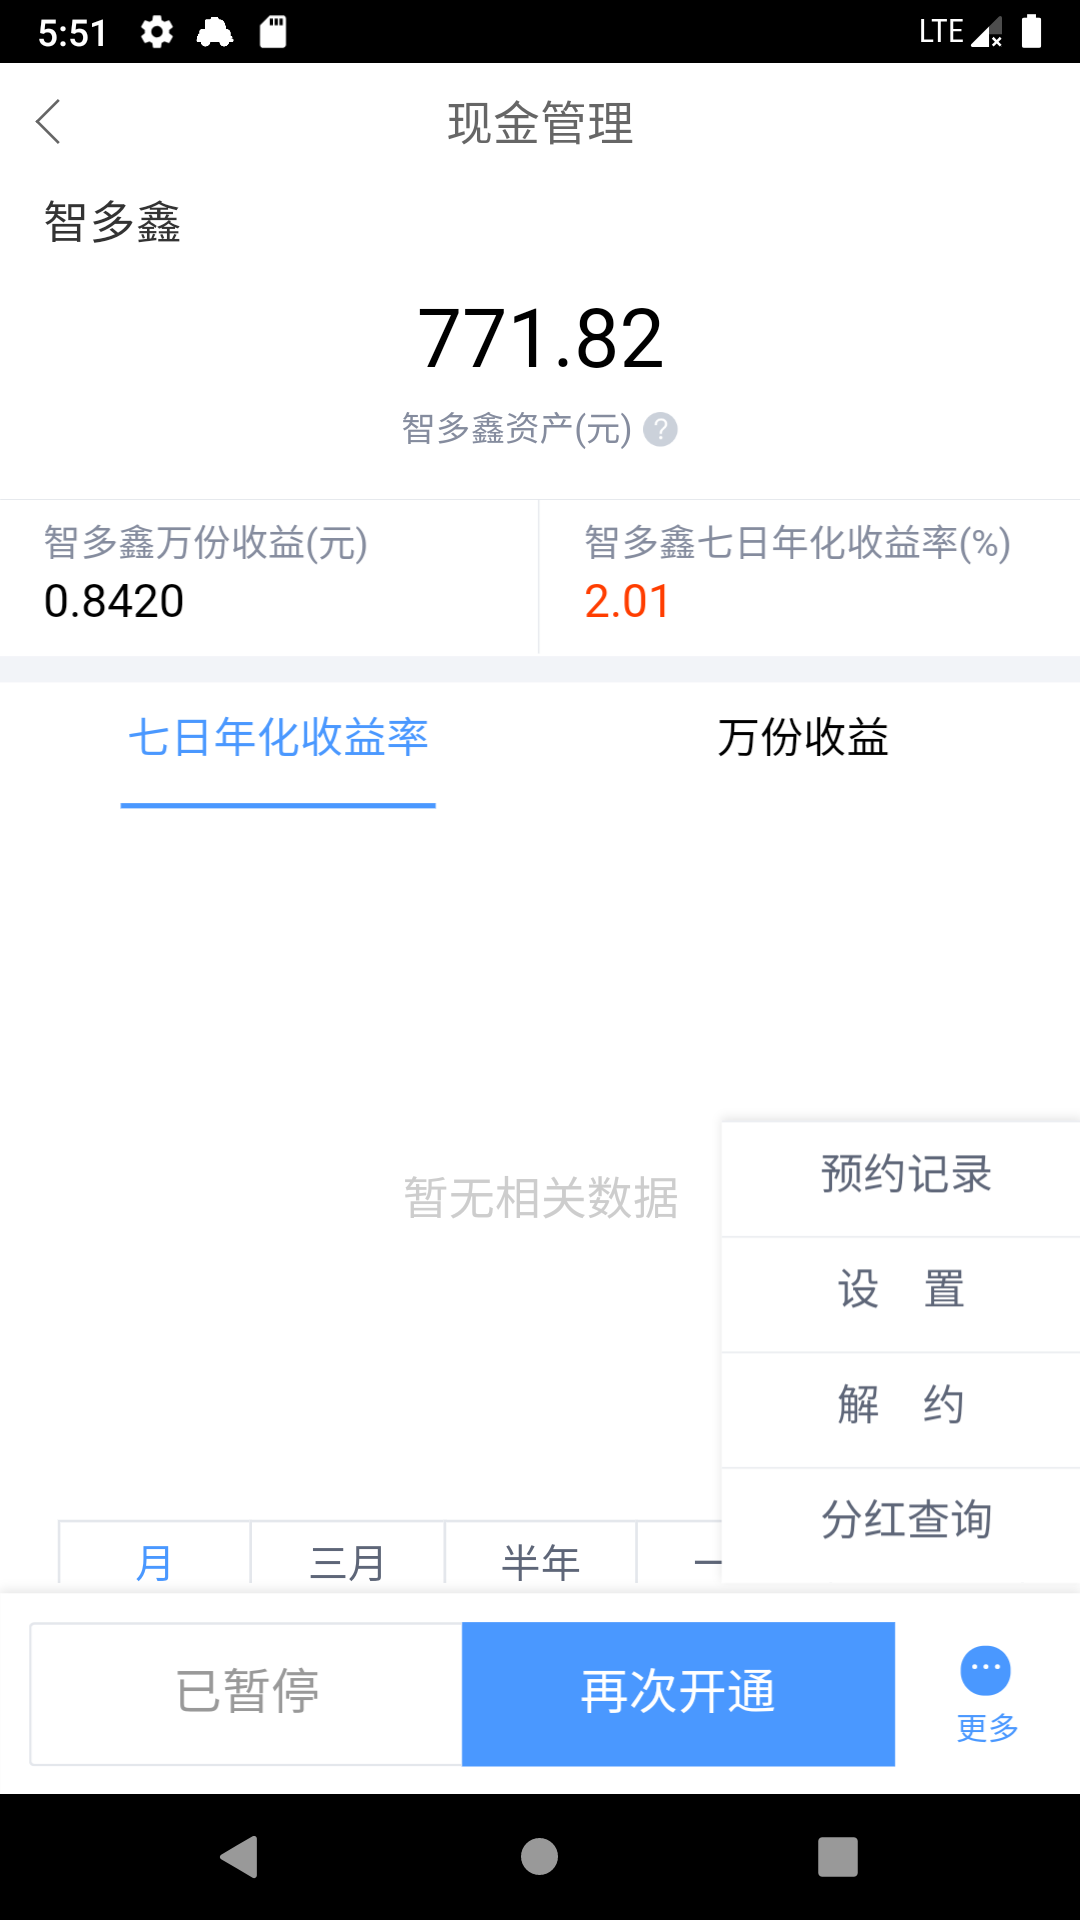 5:51
LTE
现金管理
智多鑫
771.82
智多鑫资产(元) ?
智多鑫万份收益(元)
0.8420
智多鑫七日年化收益率(%)
2.01
七日年化收益率
万份收益
暂无相关数据
预约记录
设 置
解 约
分红查询
月
三月
半年
已暂停
再次开通
更多